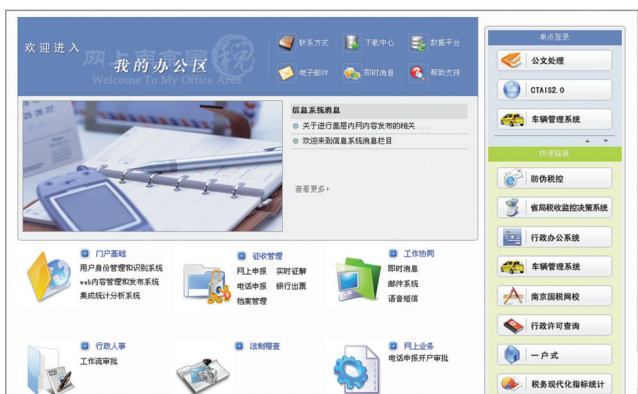 欢迎进入
我的办公区
Welcome To My Office Area
联系方式
下载中心
数据平台
电子邮件
即时消息
帮助支持
信息系统消息
关于进行基层内网内容发布的相关 ...
欢迎来到信息系统消息栏目
查看更多
门户基础
用户身份管理和识别系统
web内容管理和发布系统
集成统计分析系统
征收管理
网上申报 实时征解
电话申报 银行出票
档案管理
工作协同
即时消息
邮件系统
语音短信
行政人事
工作流审批
法制稽查
网上业务
电话申报开户审批
单点登录
公文处理
CTAIS2.0
车辆管理系统
快速链接
防伪税控
省局税收监控决策系统
行政办公系统
车辆管理系统
南京国税网校
行政许可查询
一户式
税务现代化指标统计